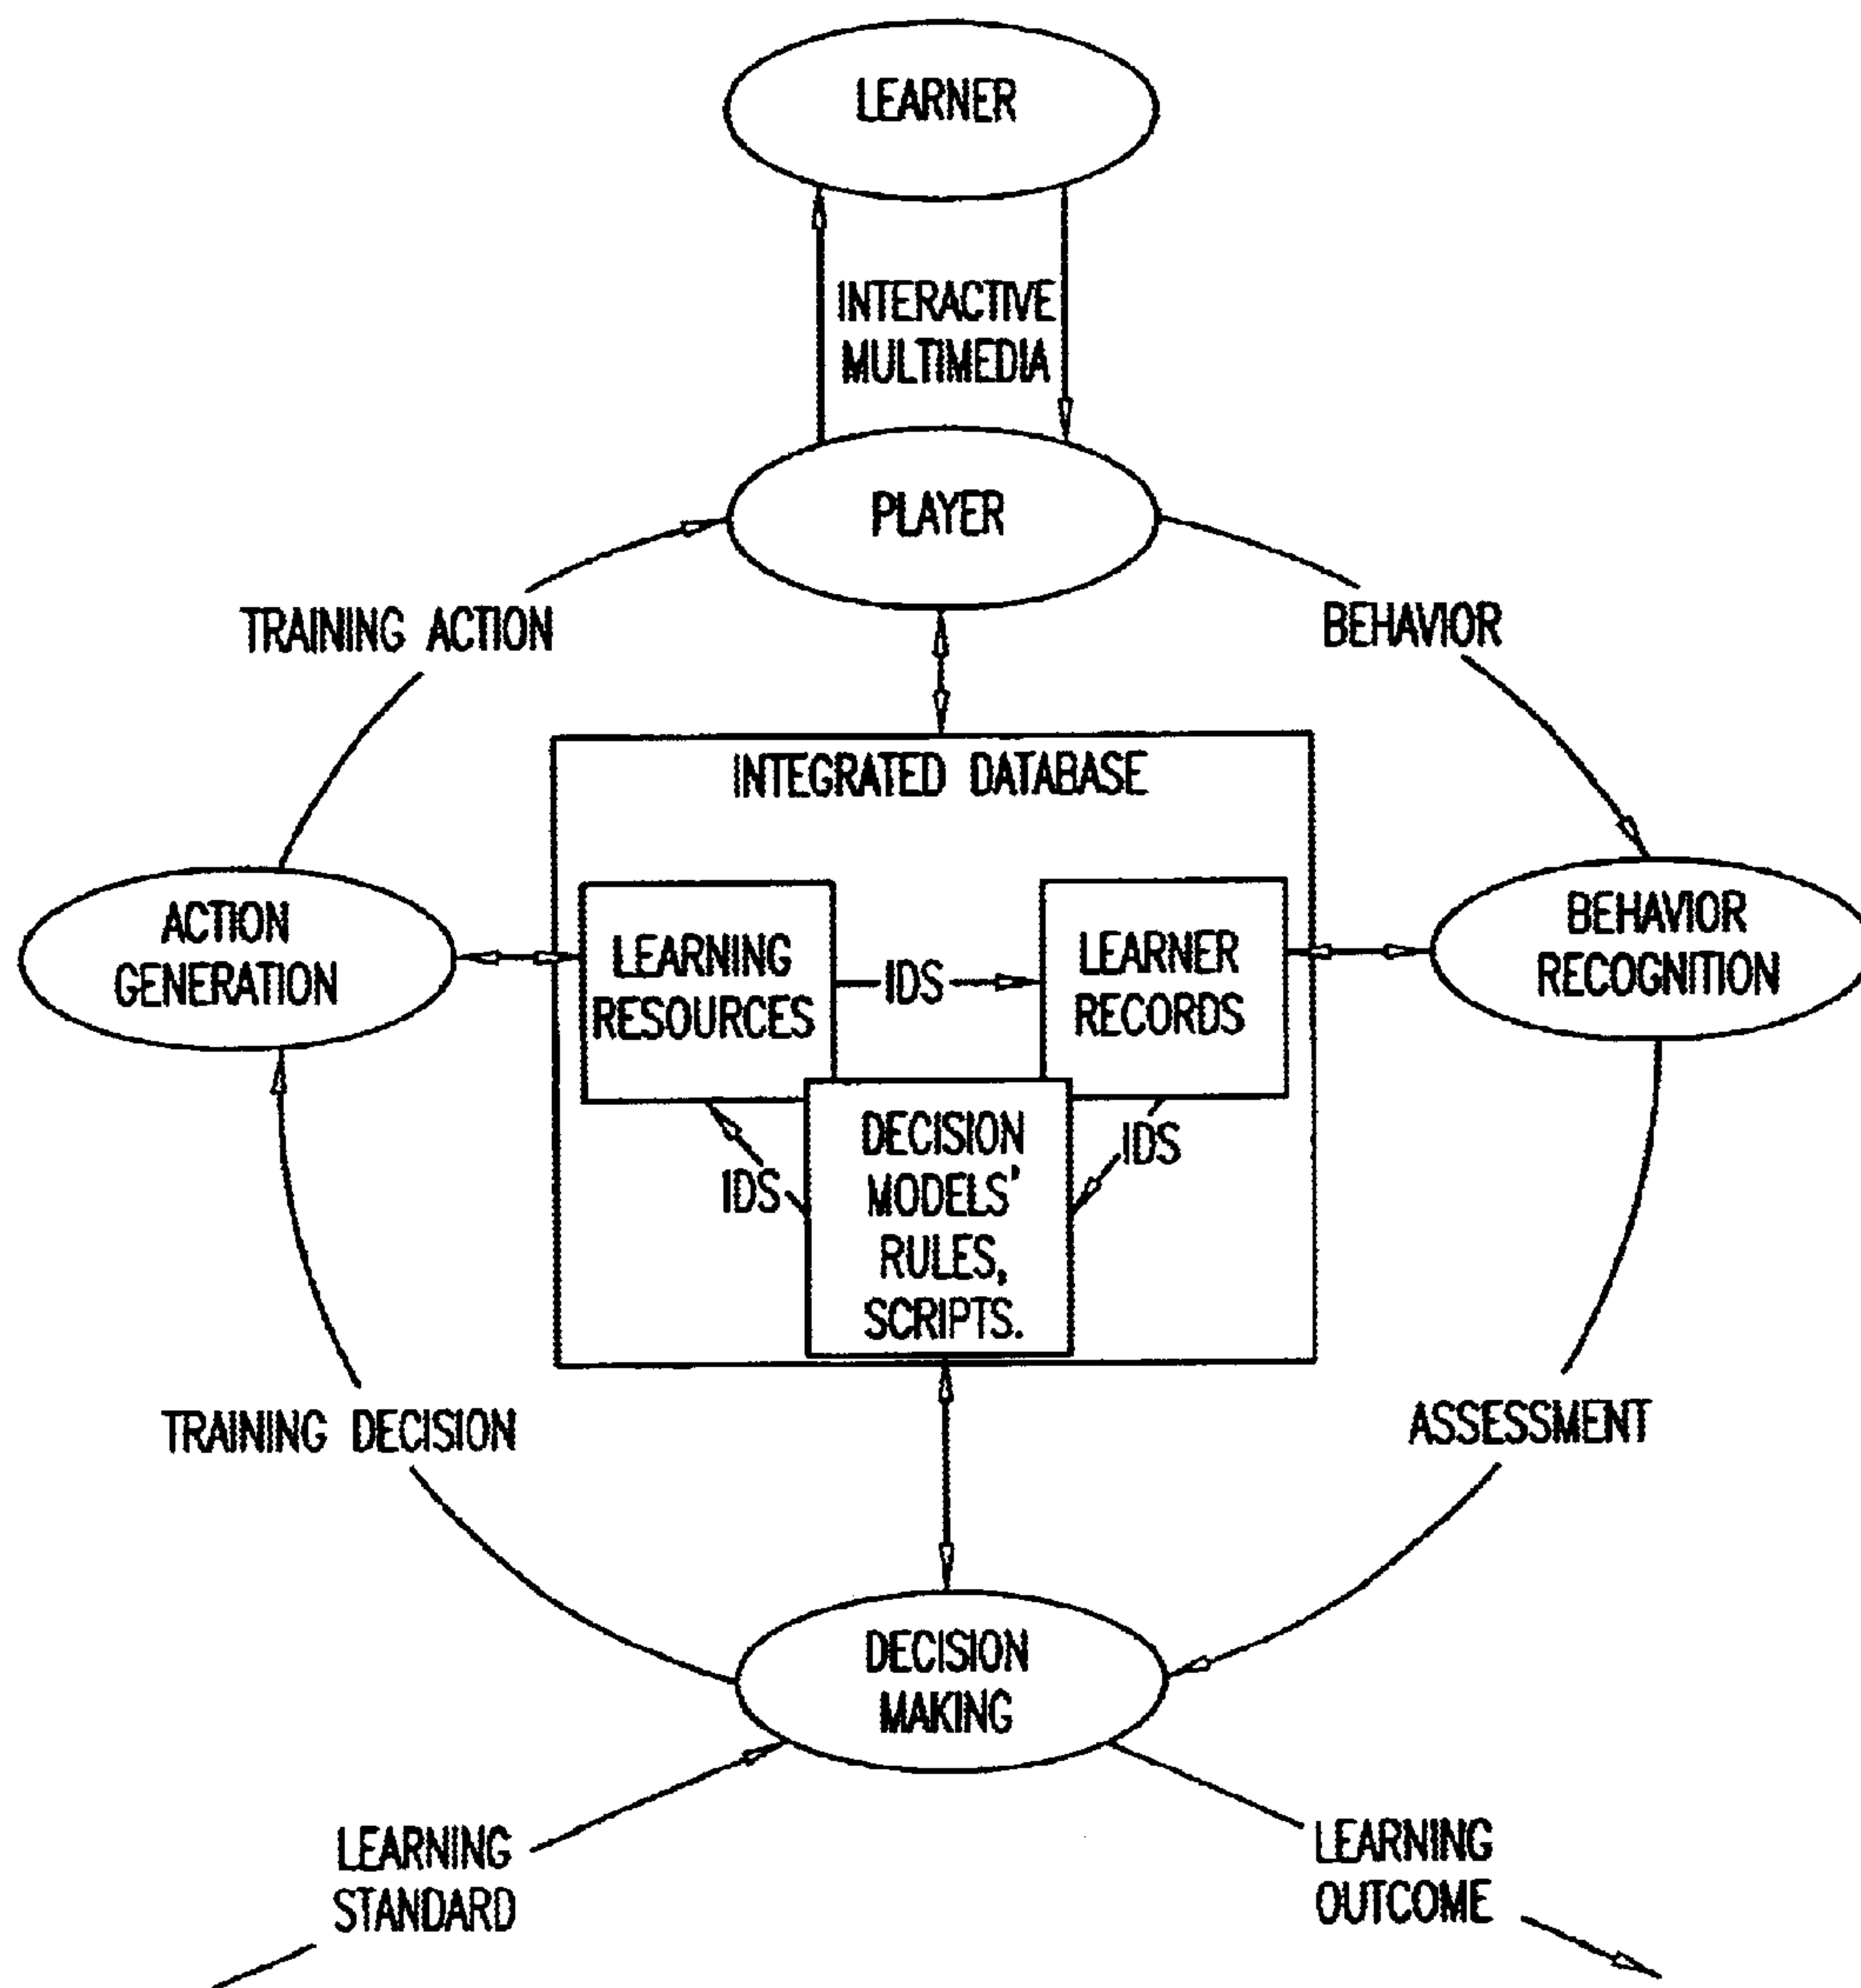 LEARNER
INTERACTIVE
MULTIMEDIA
PLAYER
TRAINING ACTION
BEHAVIOR
INTEGRATED DATABASE
ACTION
GENERATION
LEARNING
RESOURCES
IDS
LEARNER
RECORDS
BEHAVIOR
RECOGNITION
IDS
DECISION
MODELS'
RULES,
SCRIPTS.
IDS
TRAINING DECISION
ASSESSMENT
DECISION
MAKING
LEARNING
STANDARD
LEARNING
OUTCOME